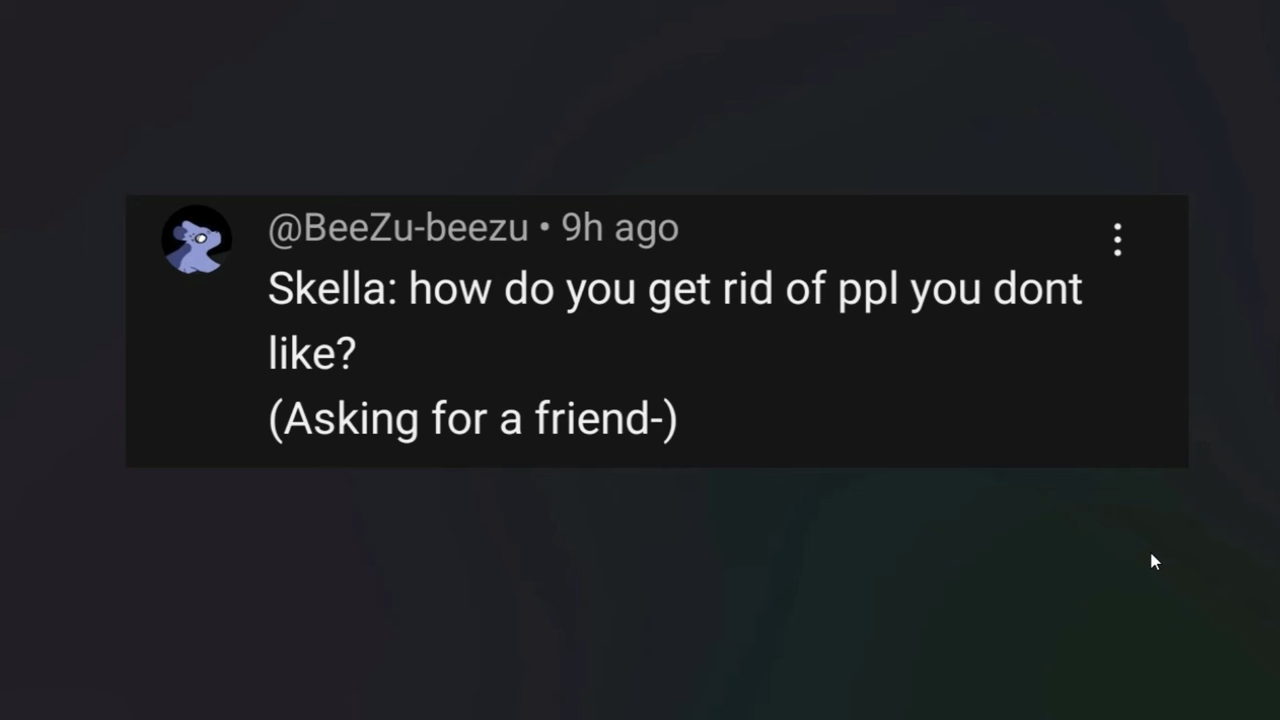 @BeeZu-beezu • 9h ago
Skella: how do you get rid of ppl you dont
like?
(Asking for a friend-)